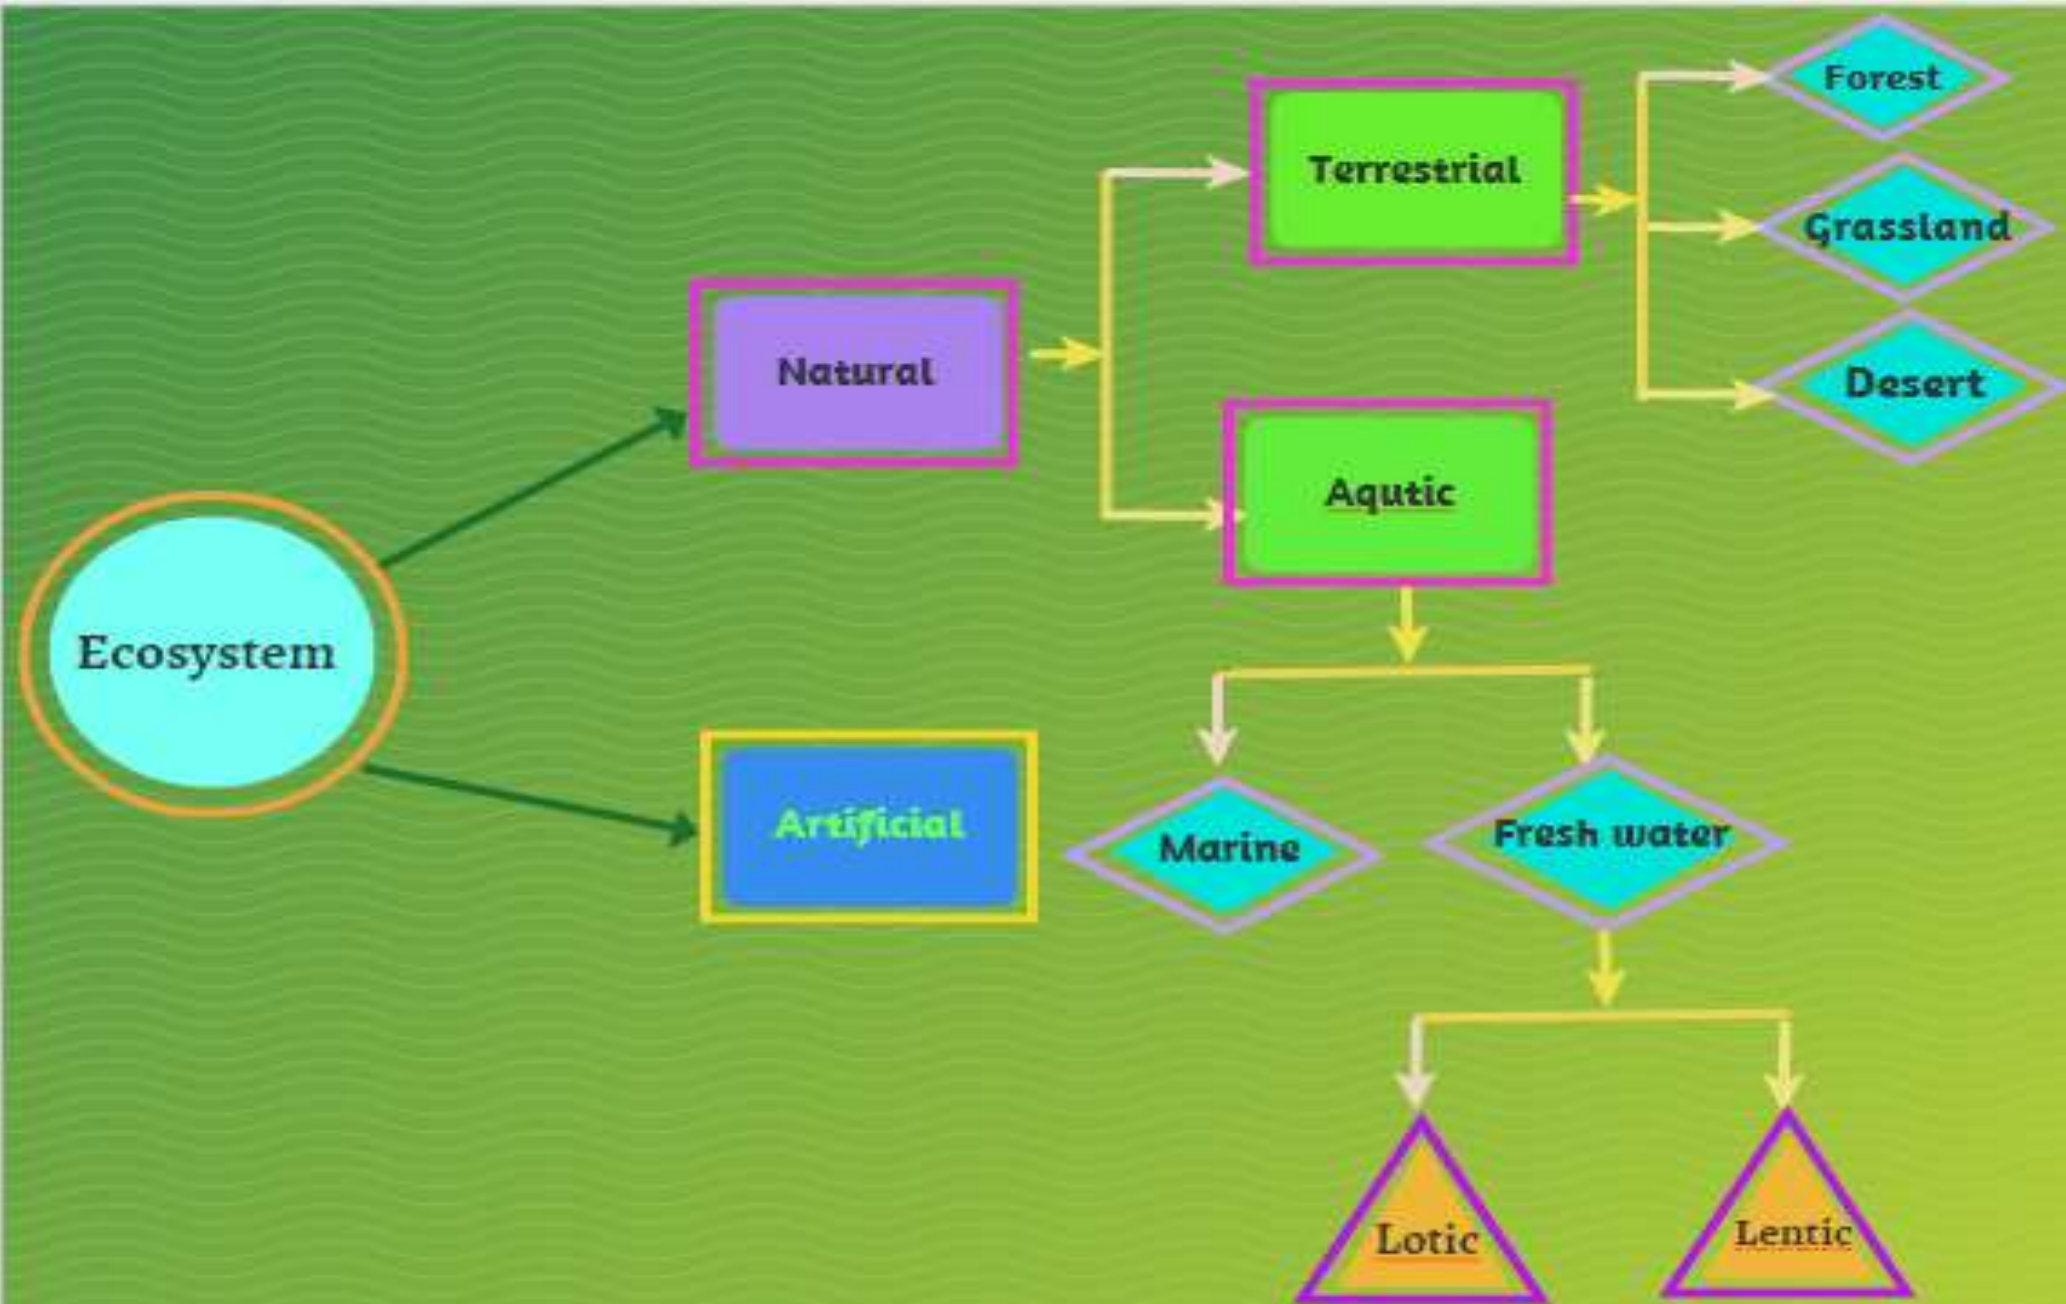 Forest
Terrestrial
Grassland
Natural
Desert
Aqutic
Ecosystem
Artificial
Marine
Fresh water
Lotic
Lentic